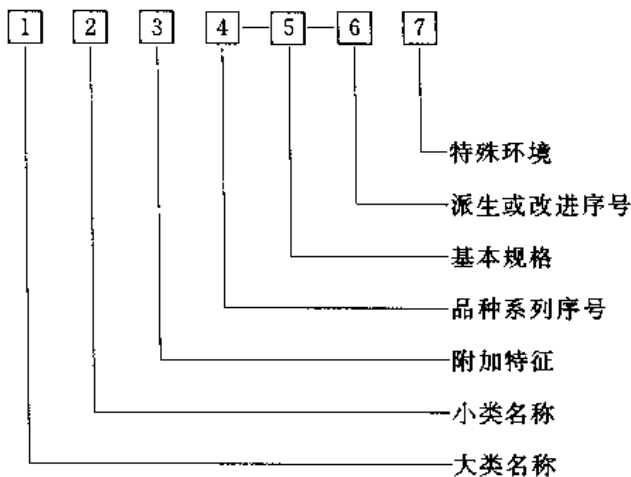 1 2 3 4—5—6 7
特殊环境
派生或改进序号
基本规格
品种系列序号
附加特征
小类名称
大类名称